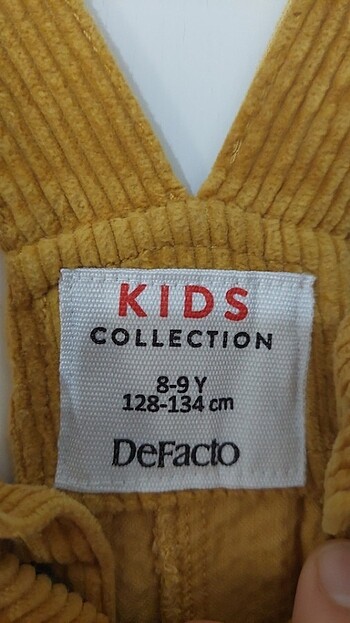 KIDS
COLLECTION
8-9 Y
128-134 cm
DeFacto